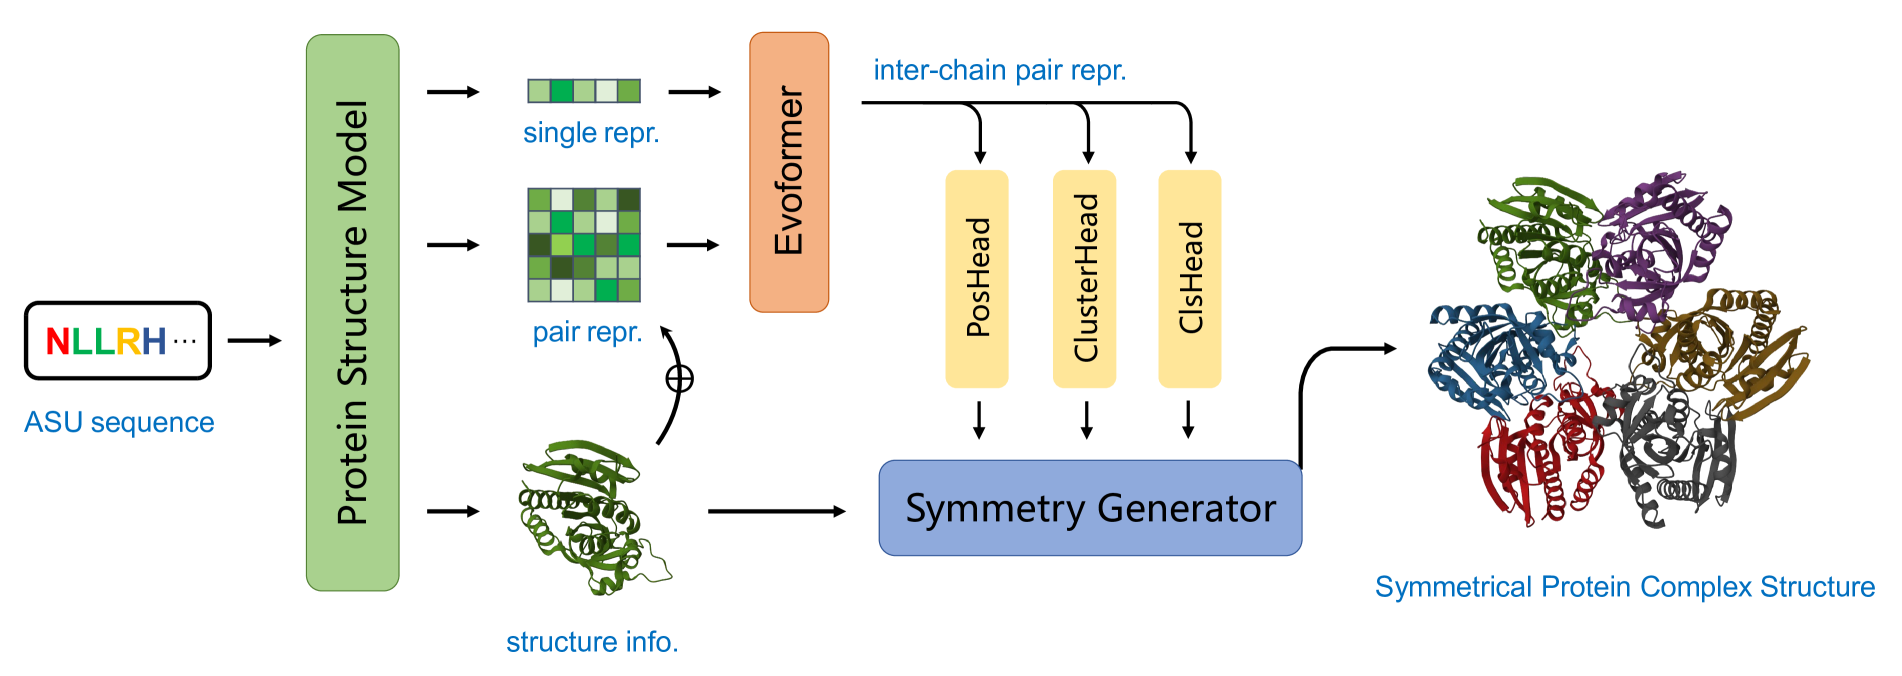 NLLRH ...
ASU sequence
Protein Structure Model
single repr.
pair repr.
structure info.
Evoformer
inter-chain pair repr.
PosHead
ClusterHead
ClsHead
Symmetry Generator
Symmetrical Protein Complex Structure